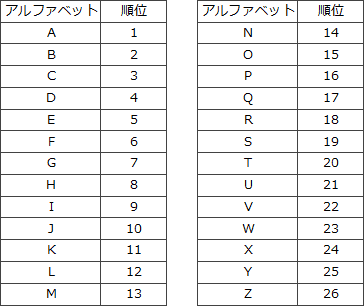 アルファベット 順位
A 1
B 2
C 3
D 4
E 5
F 6
G 7
H 8
I 9
J 10
K 11
L 12
M 13
アルファベット 順位
N 14
O 15
P 16
Q 17
R 18
S 19
T 20
U 21
V 22
W 23
X 24
Y 25
Z 26